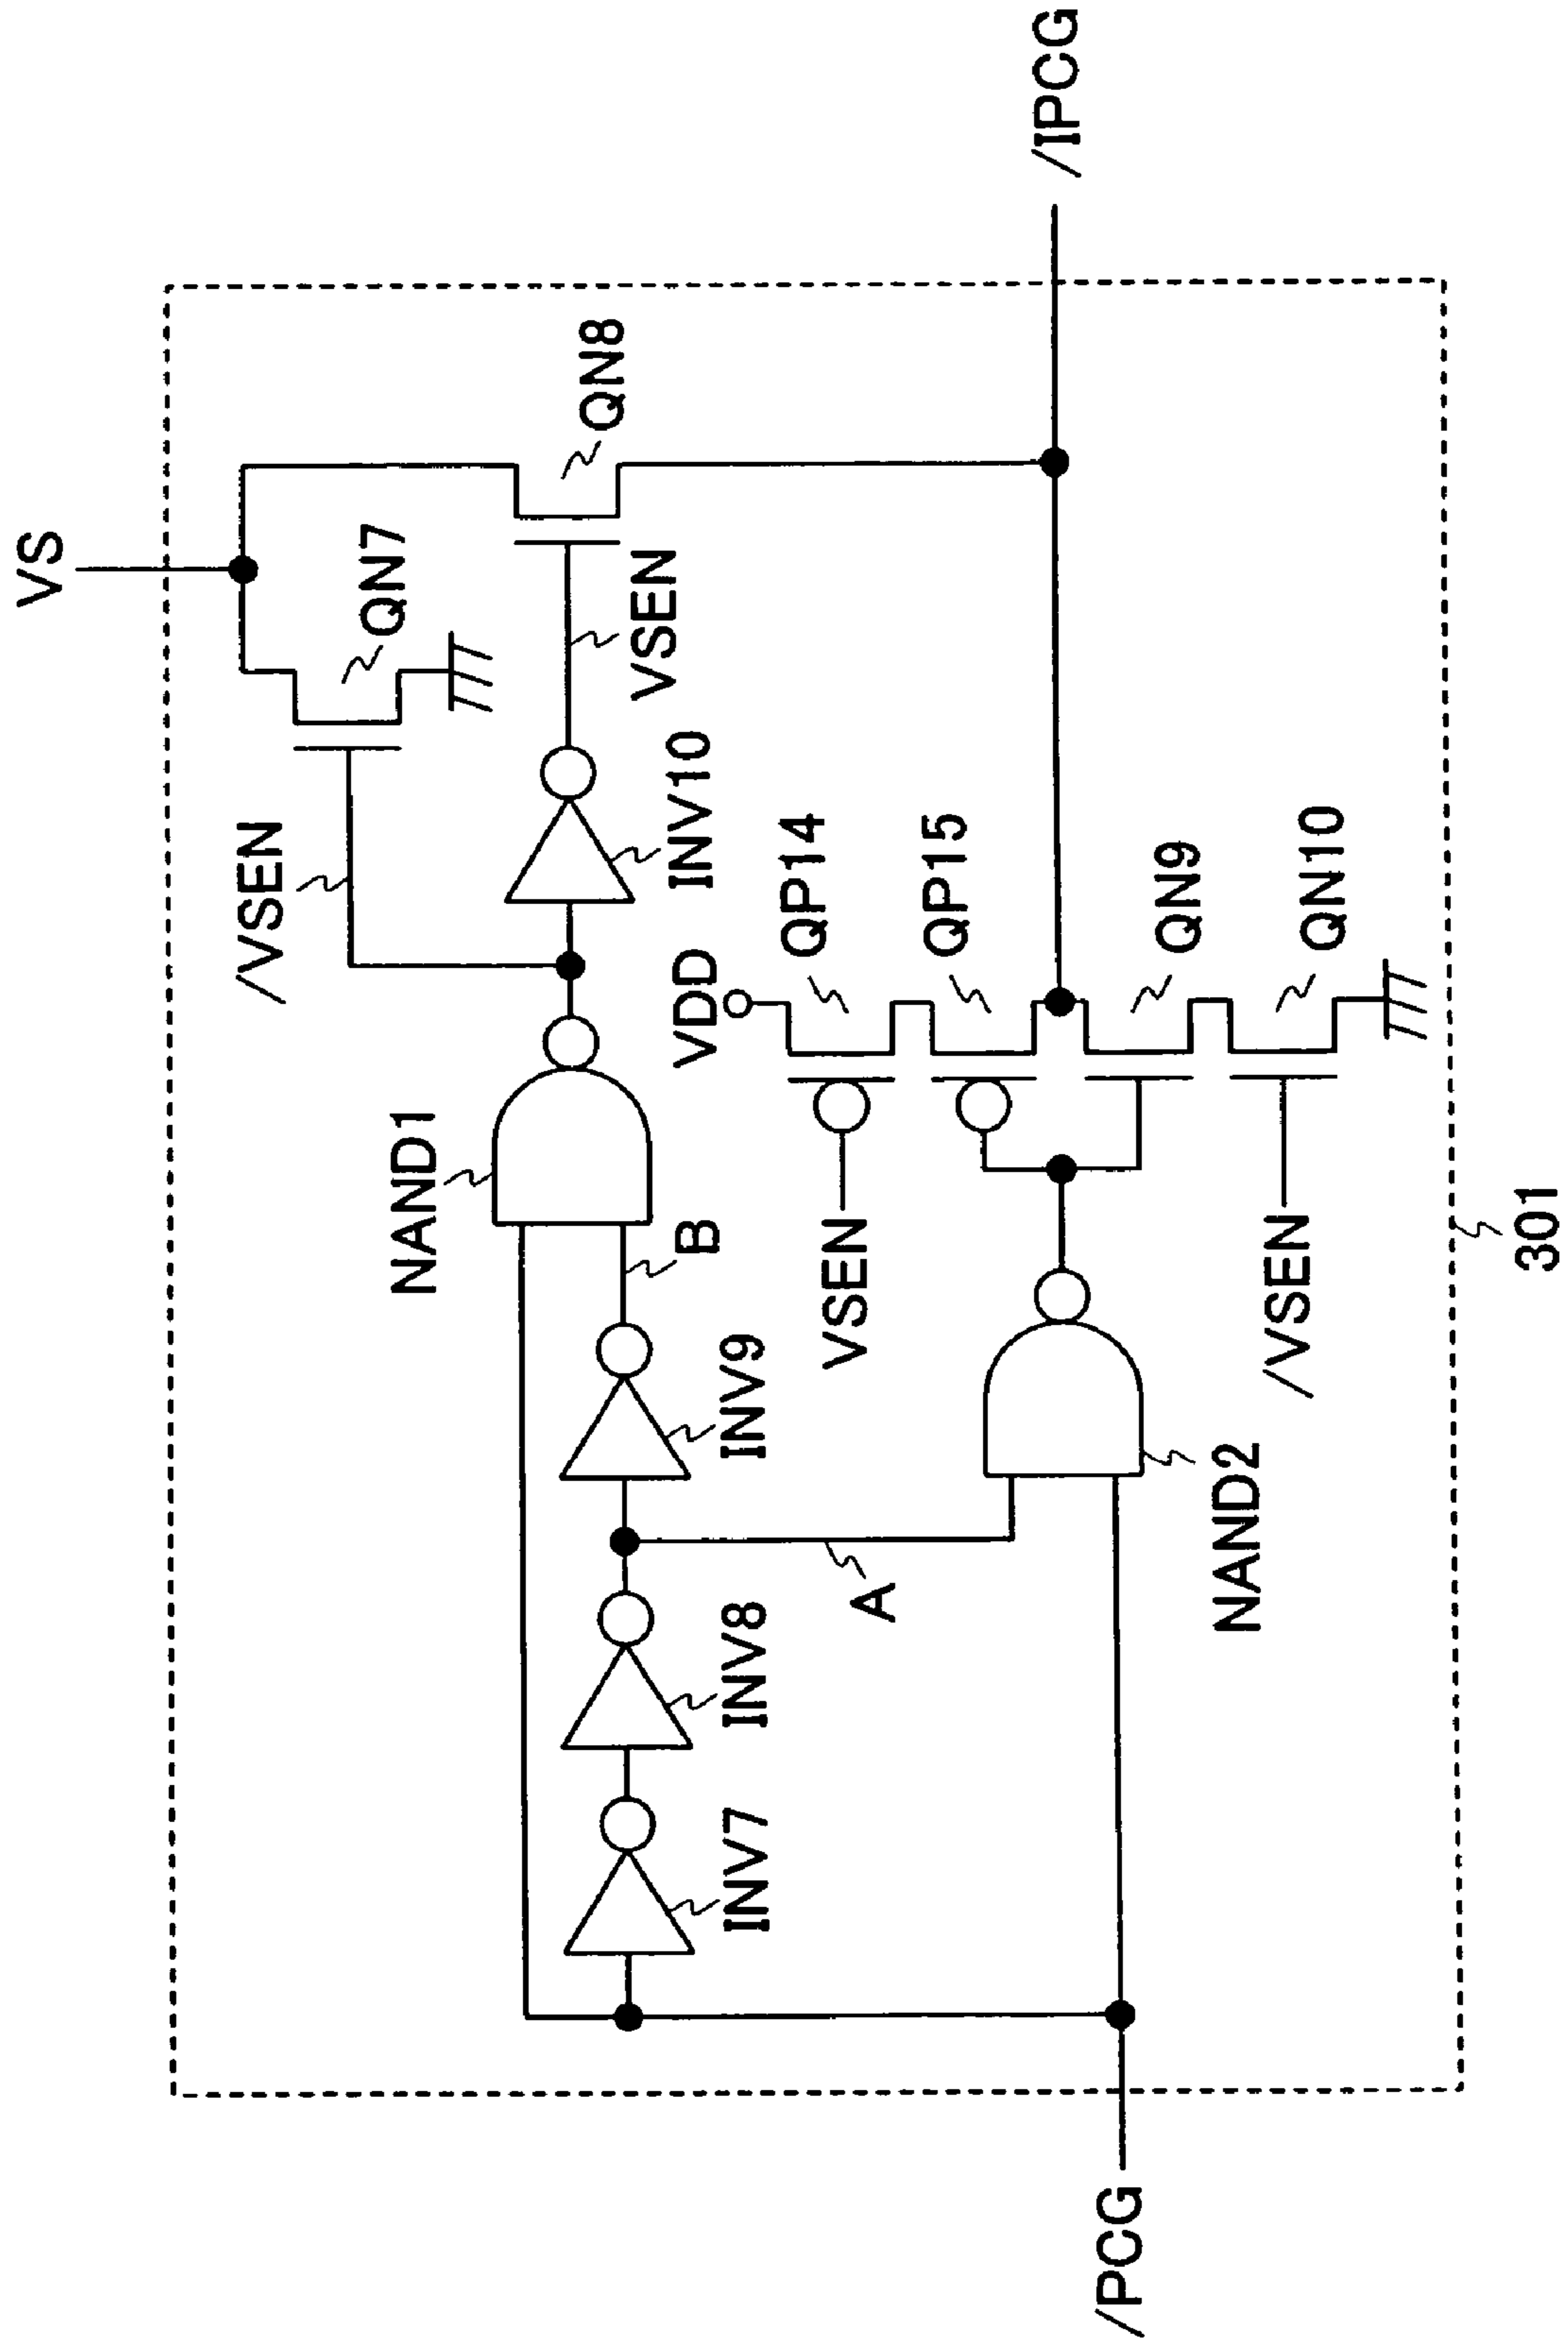 VS
/VSEN
QN7
QN8
NAND1
VSEN
INV10
B
INV7
INV8
INV9
VDD
QP14
VSEN
A
QP15
/IPCG
/PCG
NAND2
QN9
/VSEN
QN10
301